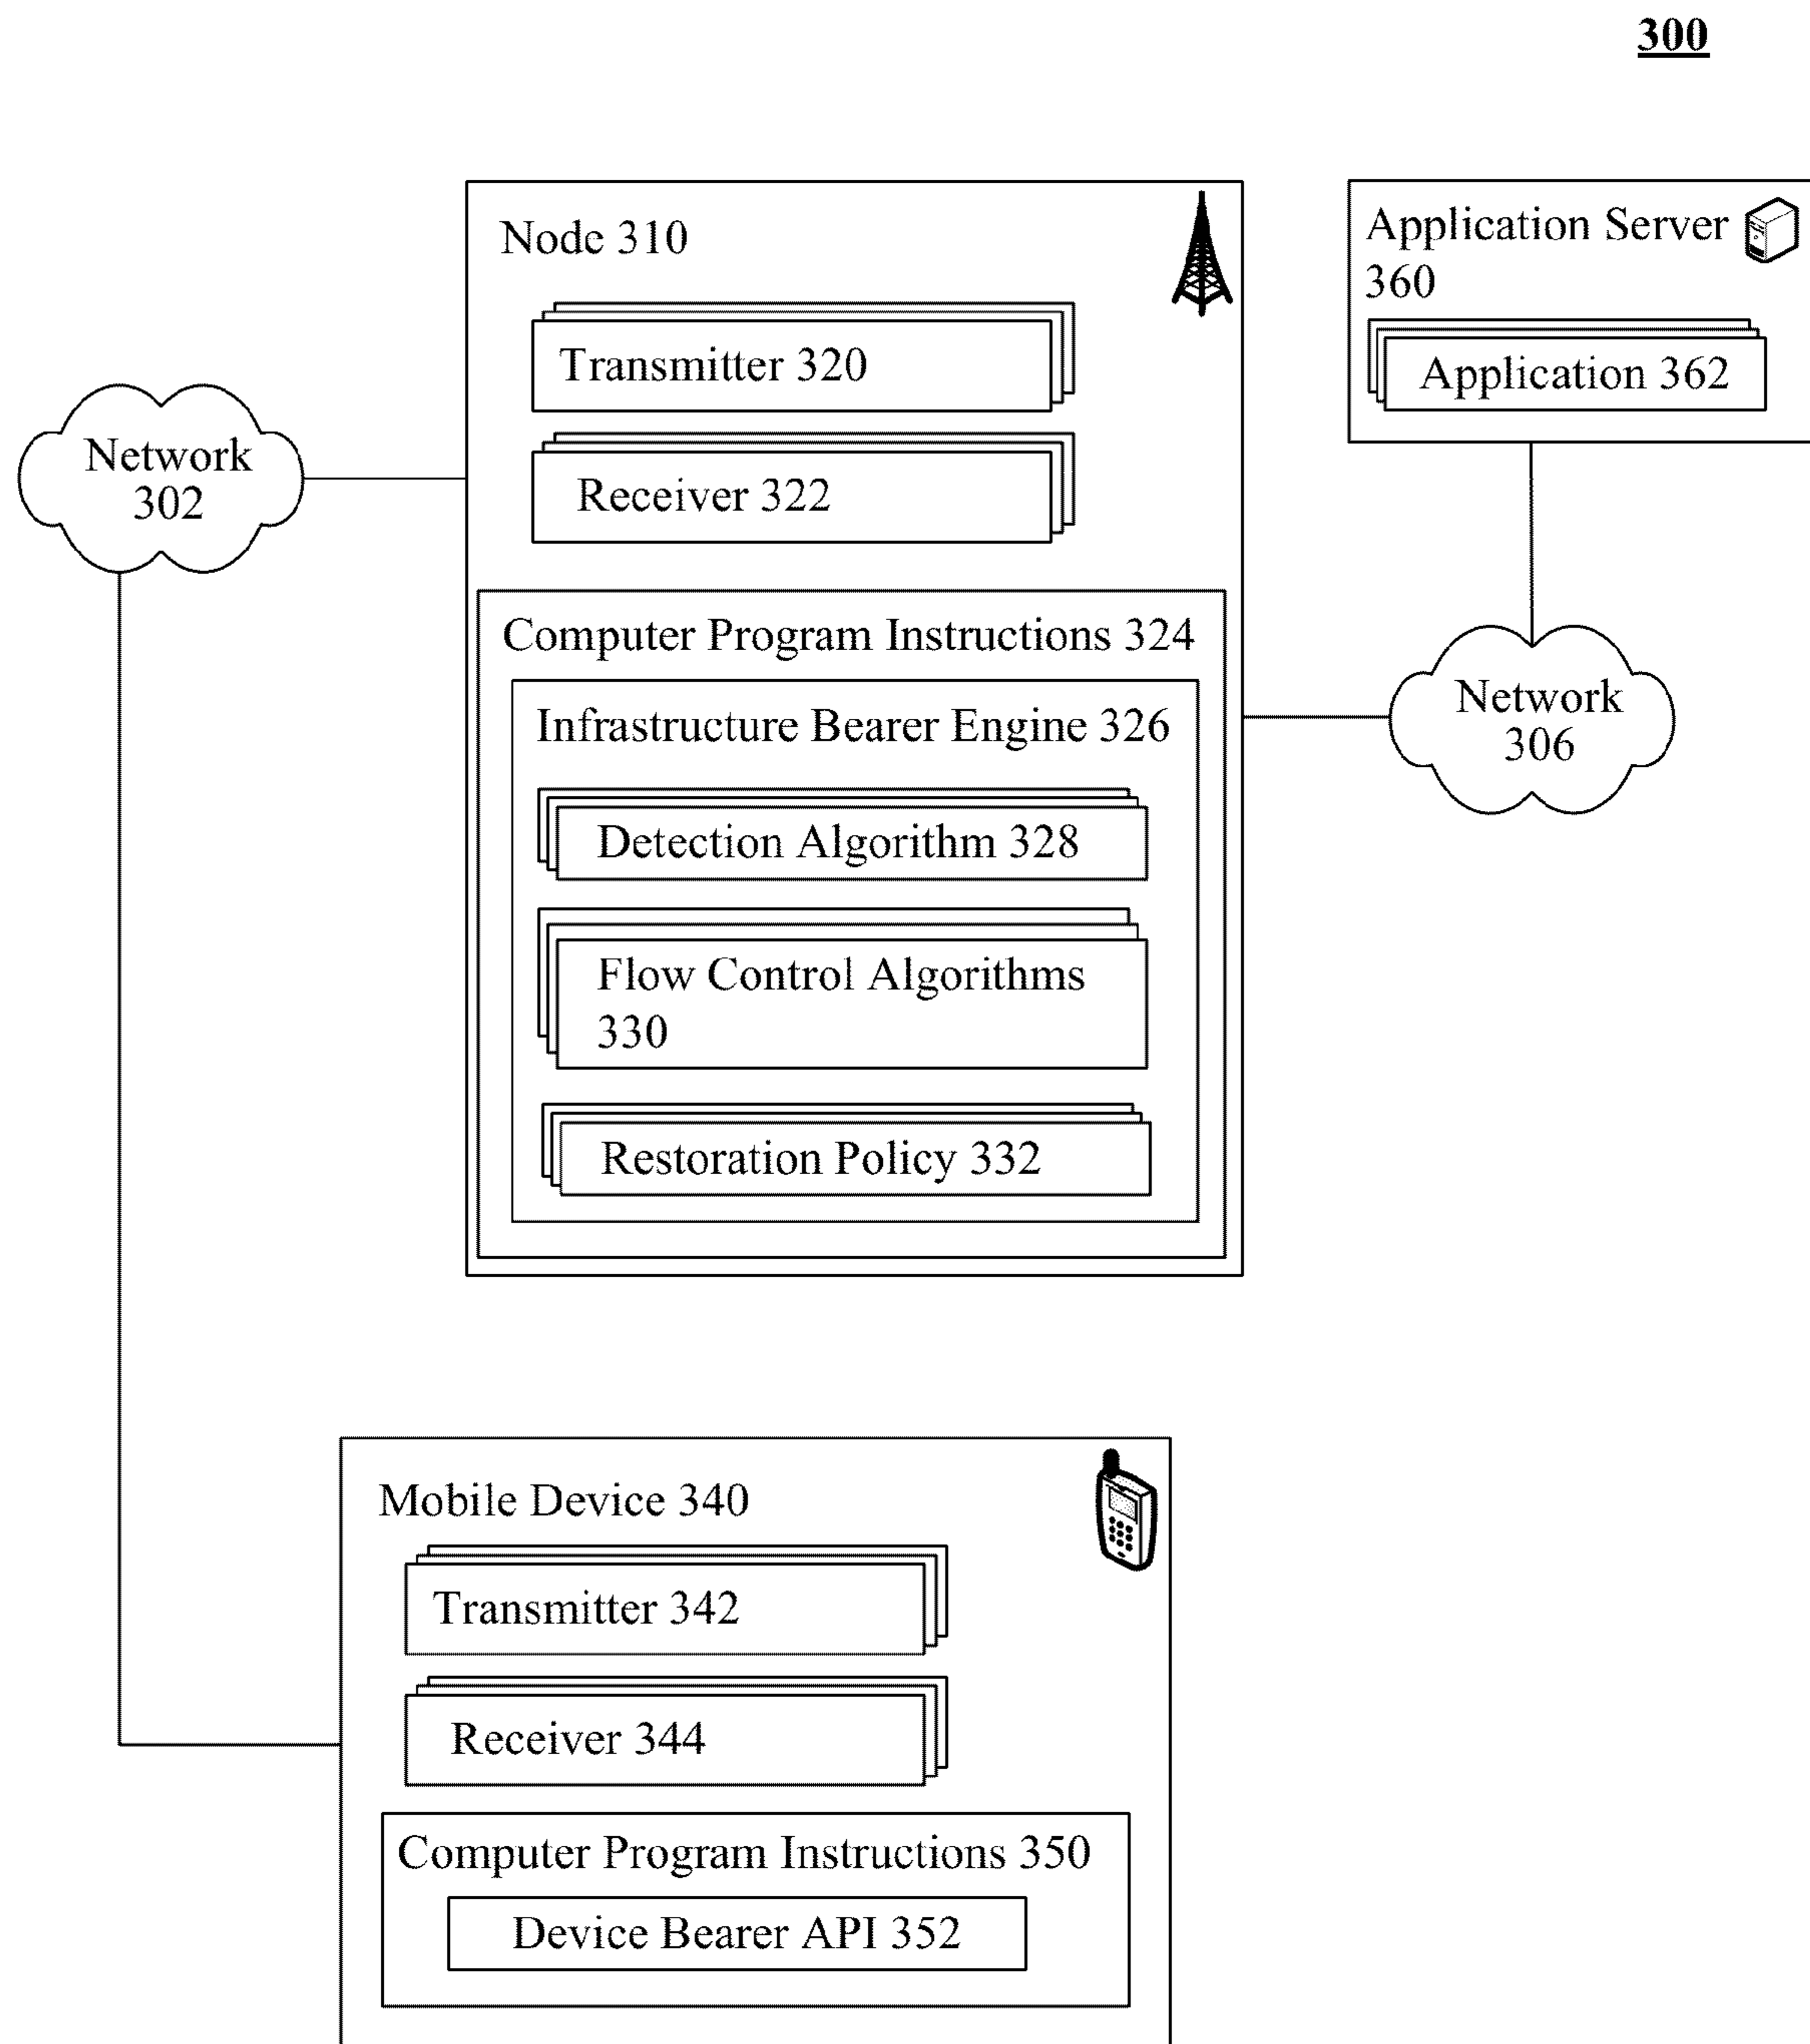 300
Node 310
Transmitter 320
Receiver 322
Computer Program Instructions 324
Infrastructure Bearer Engine 326
Detection Algorithm 328
Flow Control Algorithms
330
Restoration Policy 332
Application Server
360
Application 362
Network
302
Network
306
Mobile Device 340
Transmitter 342
Receiver 344
Computer Program Instructions 350
Device Bearer API 352